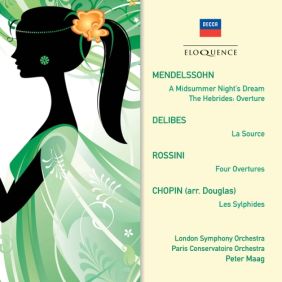 DECCA
ELOQUENCE
MENDELSSOHN
A Midsummer Night's Dream
The Hebrides: Overture
DELIBES
La Source
ROSSINI
Four Overtures
CHOPIN (arr. Douglas)
Les Sylphides
London Symphony Orchestra
Paris Conservatoire Orchestra
Peter Maag